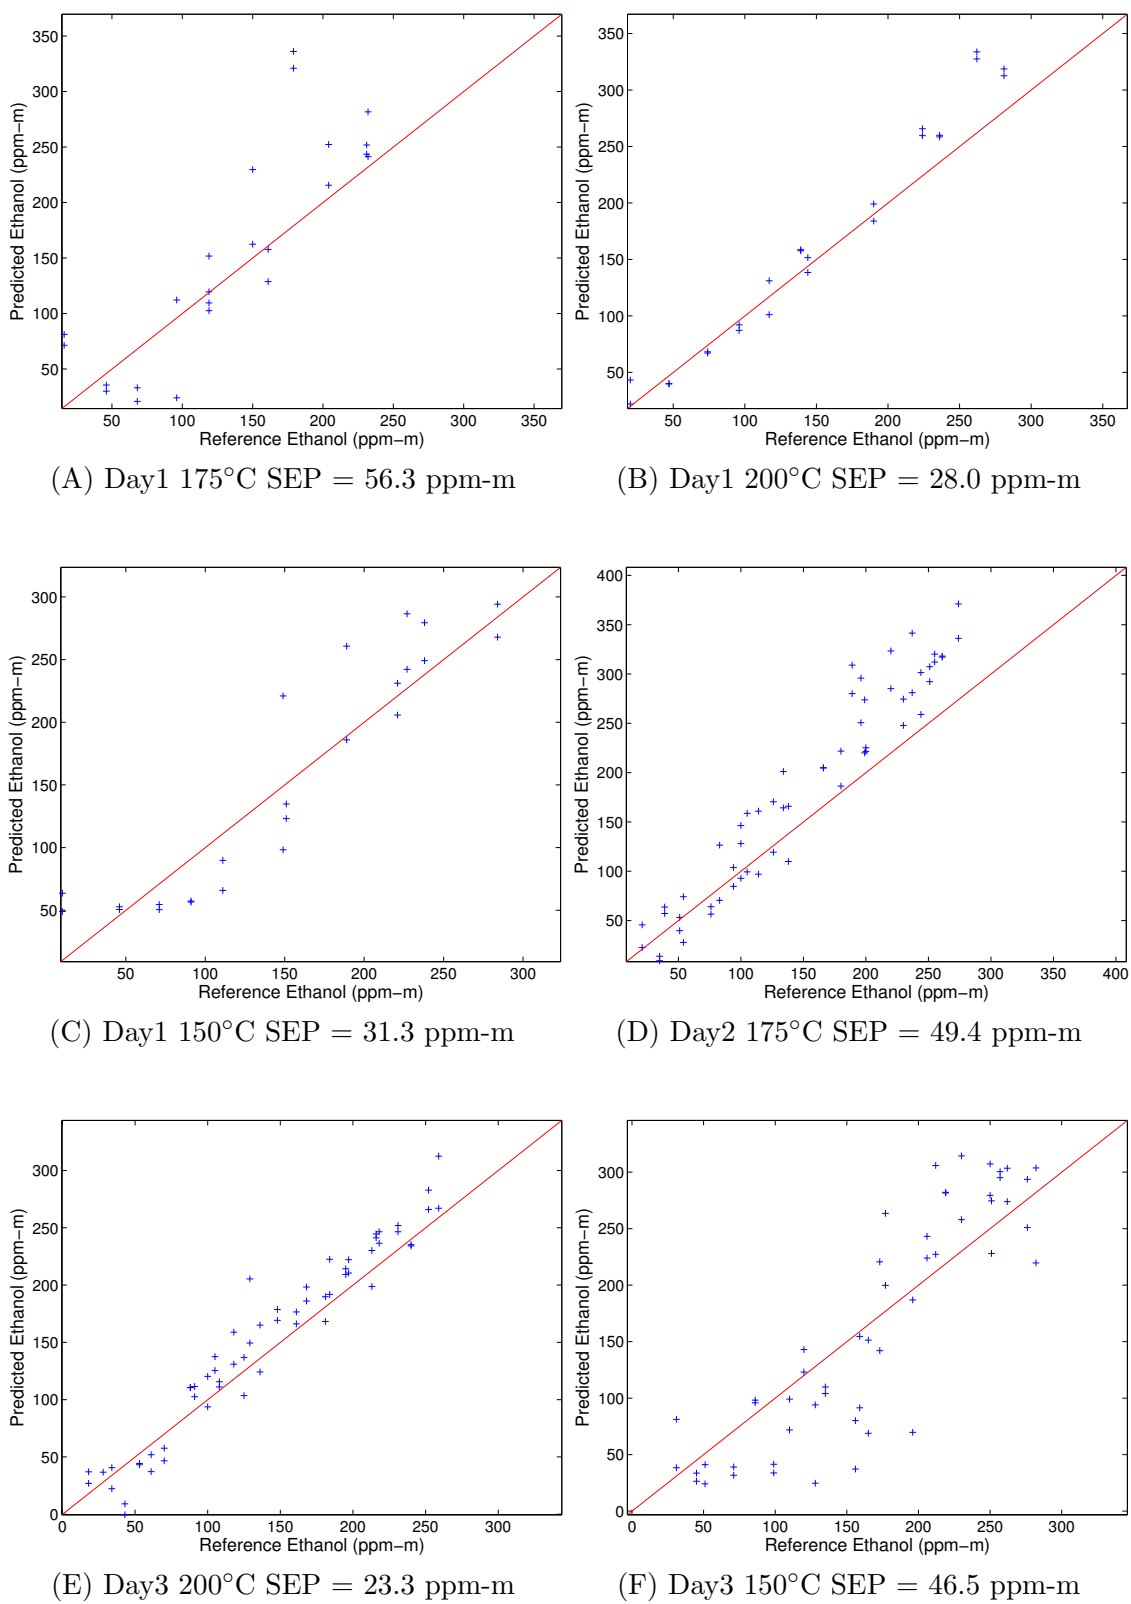 350
300
250
200
150
100
50
Predicted Ethanol (ppm−m)
50 100 150 200 250 300 350
Reference Ethanol (ppm−m)
(A) Day1 175°C SEP = 56.3 ppm-m
350
300
250
200
150
100
50
Predicted Ethanol (ppm−m)
50 100 150 200 250 300 350
Reference Ethanol (ppm−m)
(B) Day1 200°C SEP = 28.0 ppm-m
300
250
200
150
100
50
Predicted Ethanol (ppm−m)
50 100 150 200 250 300
Reference Ethanol (ppm−m)
(C) Day1 150°C SEP = 31.3 ppm-m
400
350
300
250
200
150
100
50
Predicted Ethanol (ppm−m)
50 100 150 200 250 300 350 400
Reference Ethanol (ppm−m)
(D) Day2 175°C SEP = 49.4 ppm-m
300
250
200
150
100
50
0
Predicted Ethanol (ppm−m)
0 50 100 150 200 250 300
Reference Ethanol (ppm−m)
(E) Day3 200°C SEP = 23.3 ppm-m
300
250
200
150
100
50
0
Predicted Ethanol (ppm−m)
0 50 100 150 200 250 300
Reference Ethanol (ppm−m)
(F) Day3 150°C SEP = 46.5 ppm-m